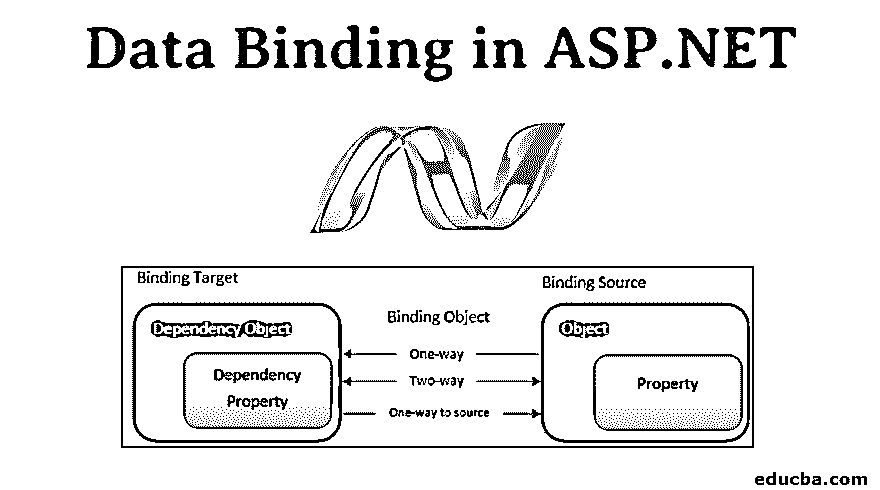 Data Binding in ASP.NET
Binding Target
Binding Source
Dependency Object
Binding Object
Object
One-way
Dependency
Property
Two-way
Property
One-way to source
educba.com